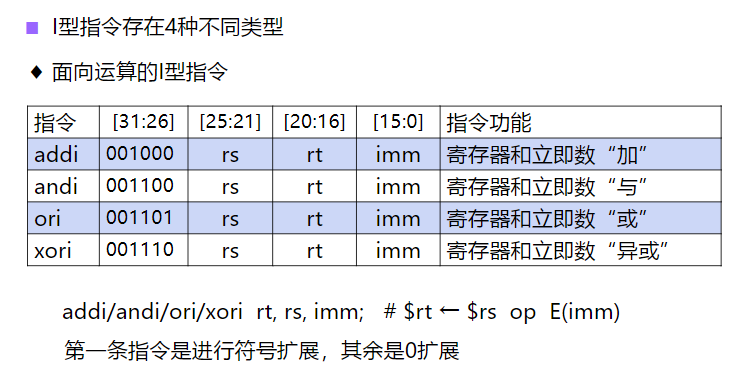 I型指令存在4种不同类型
面向运算的I型指令
指令 [31:26] [25:21] [20:16] [15:0] 指令功能
addi 001000 rs rt imm 寄存器和立即数“加”
andi 001100 rs rt imm 寄存器和立即数“与”
ori 001101 rs rt imm 寄存器和立即数“或”
xori 001110 rs rt imm 寄存器和立即数“异或”
addi/andi/ori/xori rt, rs, imm; # $rt ← $rs op E(imm)
第一条指令是进行符号扩展，其余是0扩展